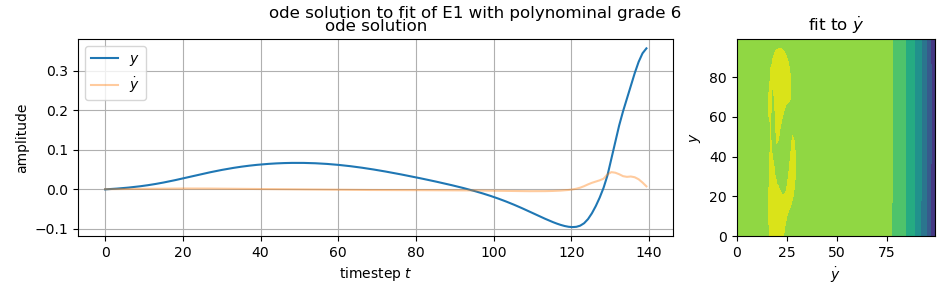 ode solution to fit of E1 with polynominal grade 6
ode solution
fit to ẏ
y
ẏ
amplitude
0.3
0.2
0.1
0.0
−0.1
0 20 40 60 80 100 120 140
timestep t
y
80
60
40
20
0
0 25 50 75
ẏ